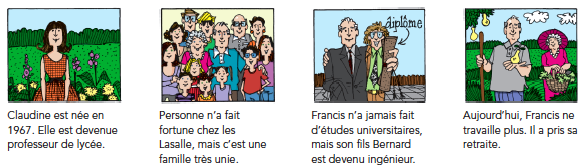 diplôme
Claudine est née en
1967. Elle est devenue
professeur de lycée.
Personne n'a fait
fortune chez les
Lasalle, mais c'est une
famille très unie.
Francis n'a jamais fait
d'études universitaires,
mais son fils Bernard
est devenu ingénieur.
Aujourd'hui, Francis ne
travaille plus. Il a pris sa
retraite.